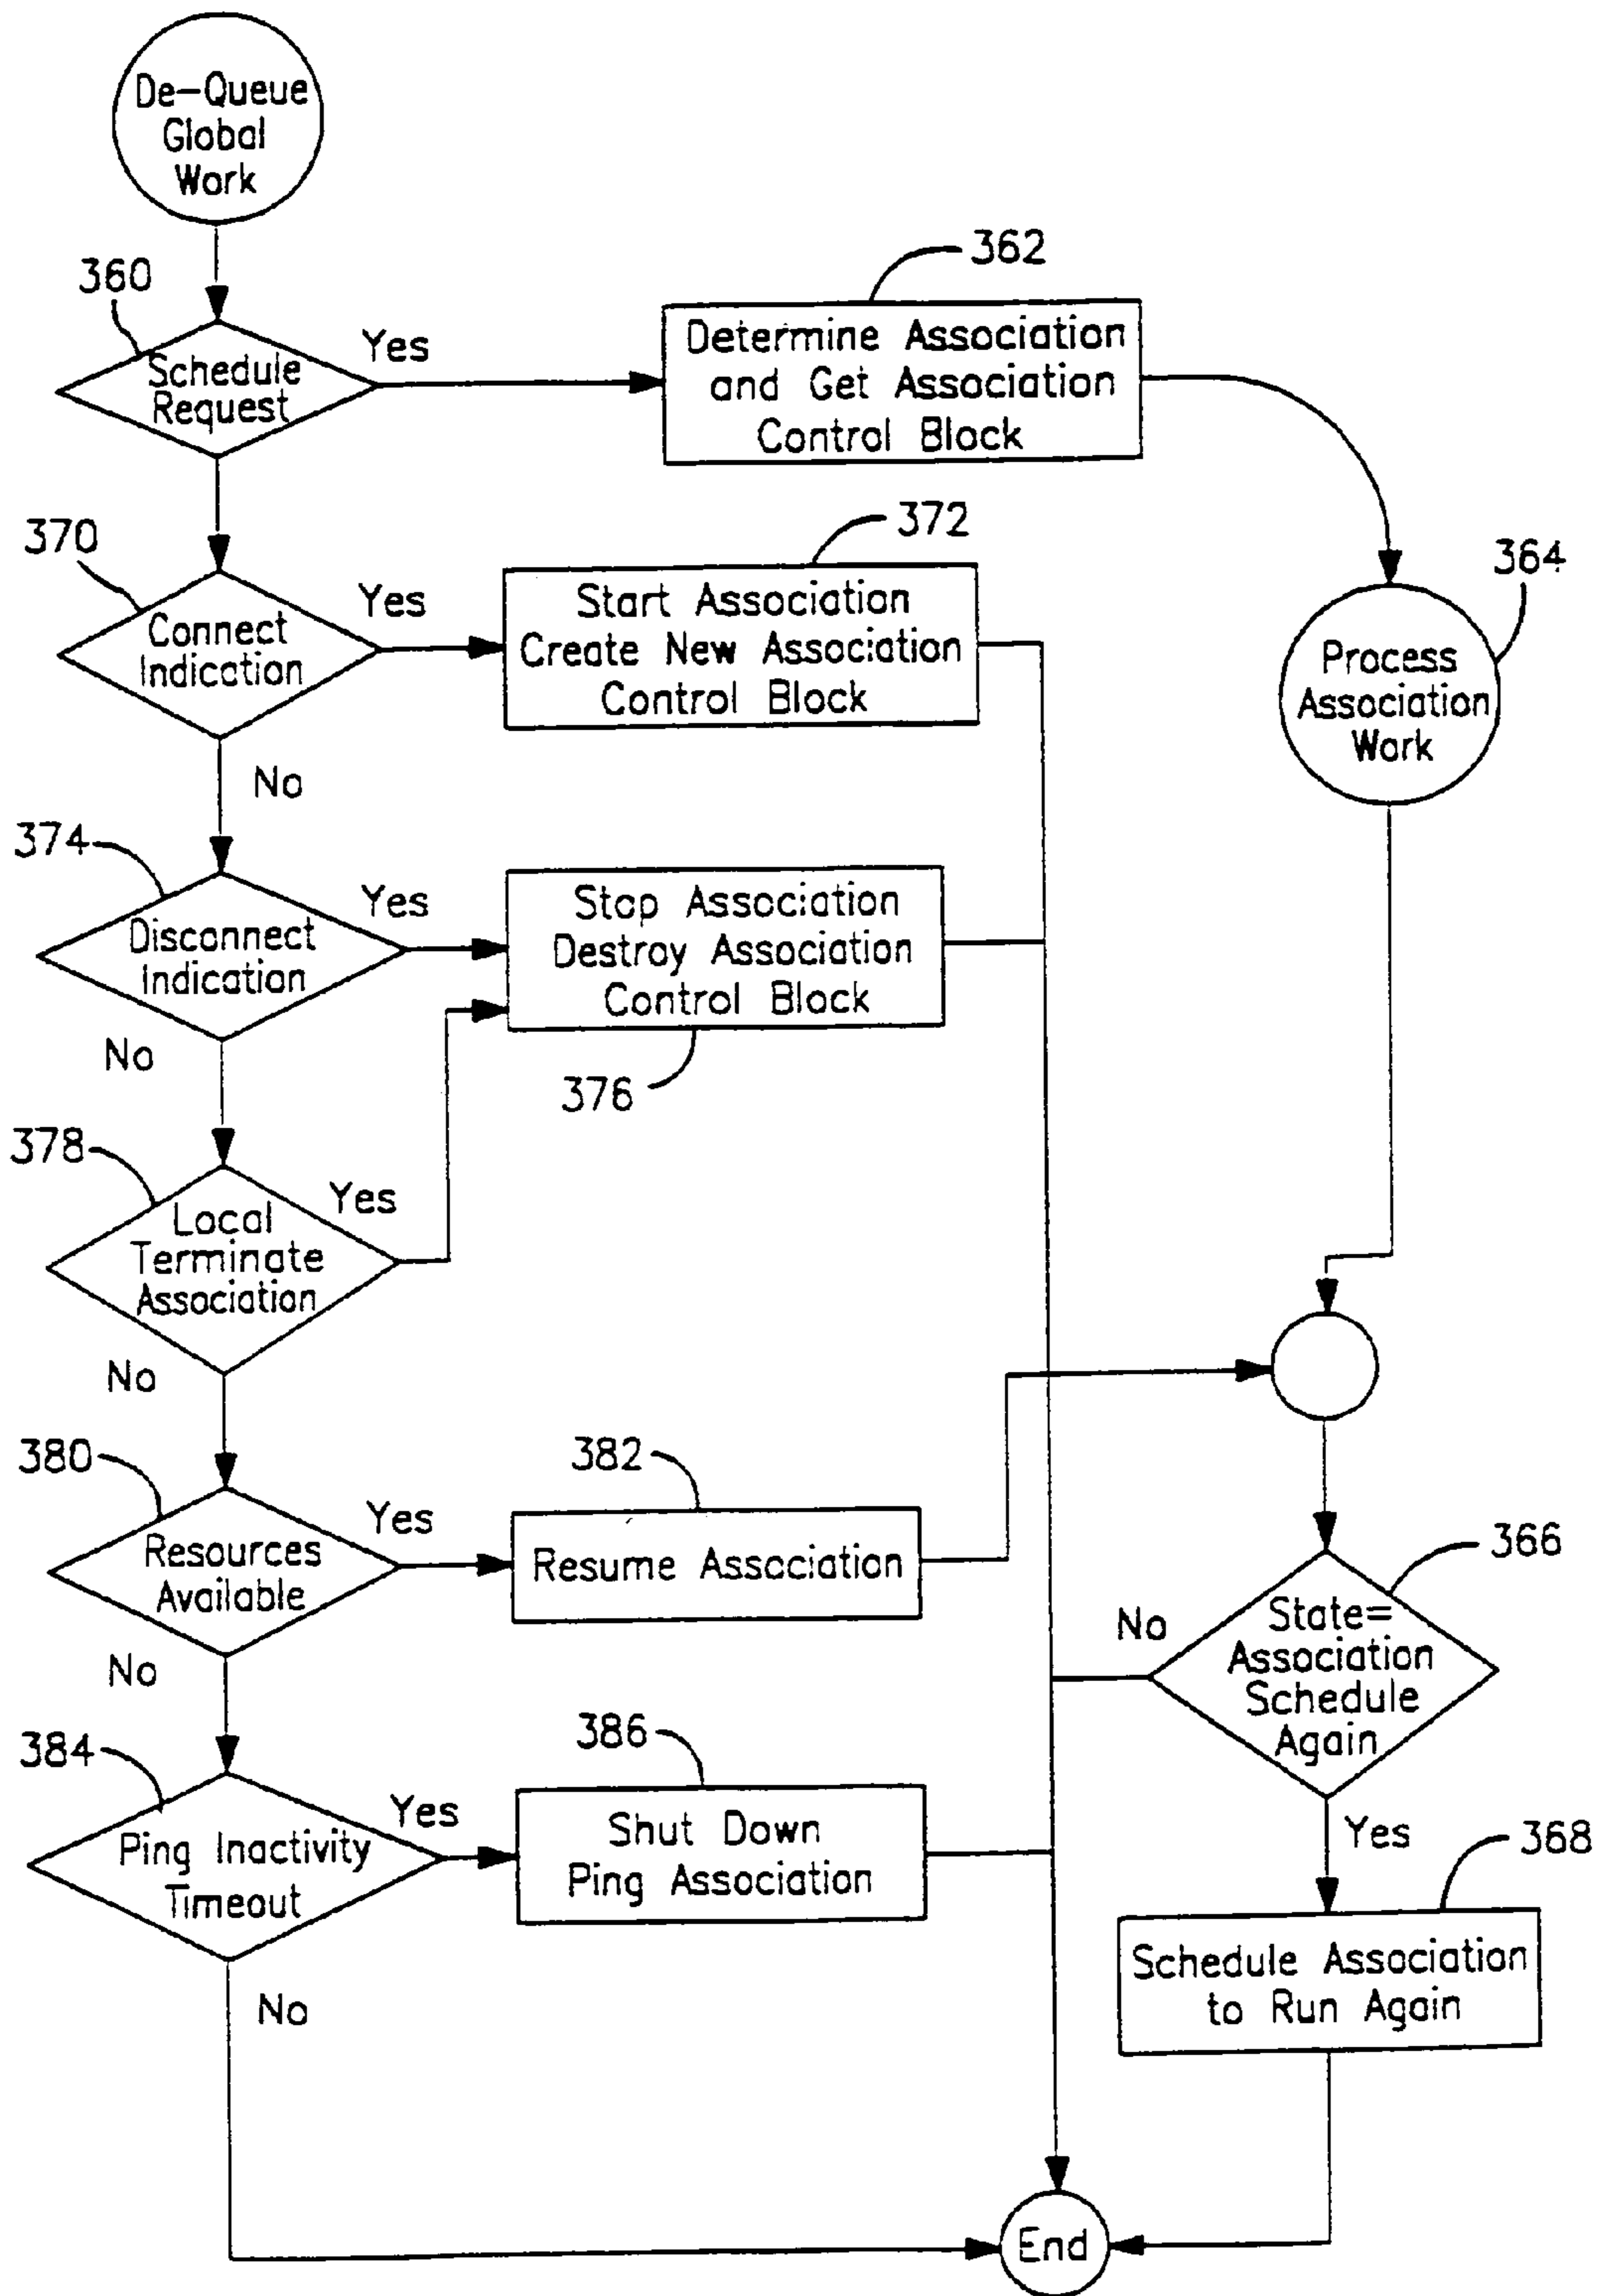 De-Queue
Global
Work
360
Schedule
Request
Yes
362
Determine Association
and Get Association
Control Block
370
Connect
Indication
Yes
372
Start Association
Create New Association
Control Block
364
Process
Association
Work
No
374
Disconnect
Indication
Yes
Stop Association
Destroy Association
Control Block
376
No
378
Local
Terminate
Association
Yes
No
380
Resources
Available
Yes
382
Resume Association
366
State=
Association
Schedule
Again
No
No
384
Ping Inactivity
Timeout
Yes
386
Shut Down
Ping Association
Yes
368
Schedule Association
to Run Again
No
End